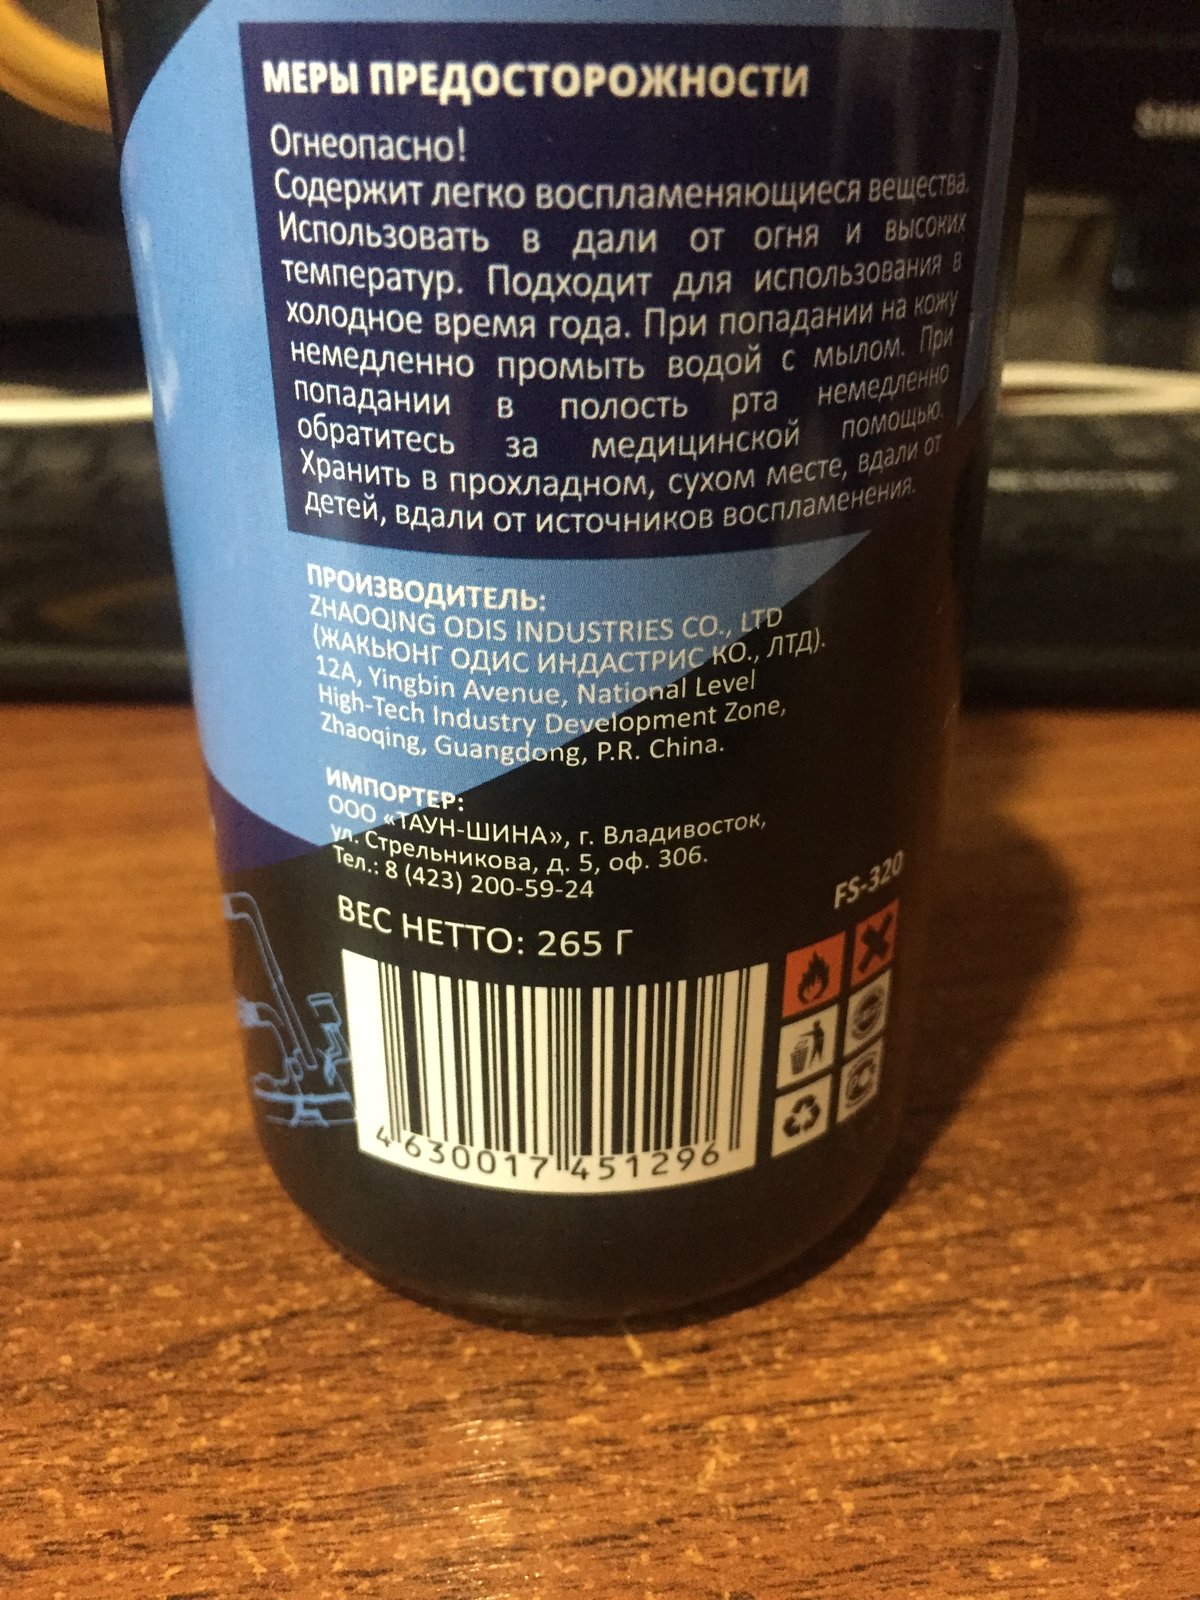 МЕРЫ ПРЕДОСТОРОЖНОСТИ
Огнеопасно!
Содержит легко воспламеняющиеся вещества.
Использовать в дали от огня и высоких
температур. Подходит для использования в
холодное время года. При попадании на кожу
немедленно промыть водой с мылом. При
попадании в полость рта немедленно
обратитесь за медицинской помощью.
Хранить в прохладном, сухом месте, вдали от
детей, вдали от источников воспламенения.
ПРОИЗВОДИТЕЛЬ:
ZHAOQING ODIS INDUSTRIES CO., LTD
(ЖАКЬЮНГ ОДИС ИНДАСТРИС КО., ЛТД).
12A, Yingbin Avenue, National Level
High-Tech Industry Development Zone,
Zhaoqing, Guangdong, P.R. China.
ИМПОРТЕР:
ООО «ТАУН-ШИНА», г. Владивосток,
ул. Стрельникова, д. 5, оф. 306.
Тел.: 8 (423) 200-59-24
ВЕС НЕТТО: 265 Г
FS-320
4 630017 451296